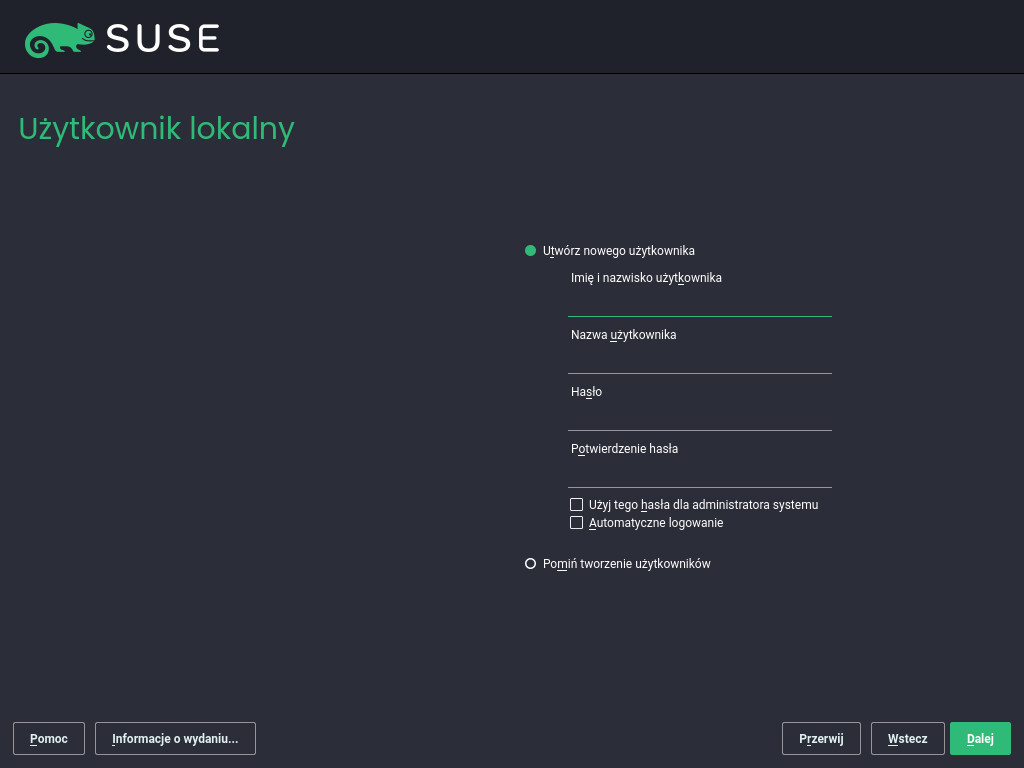 SUSE
Użytkownik lokalny
Utwórz nowego użytkownika
Imię i nazwisko użytkownika
Nazwa użytkownika
Hasło
Potwierdzenie hasła
Użyj tego hasła dla administratora systemu
Automatyczne logowanie
Pomiń tworzenie użytkowników
Pomoc Informacje o wydaniu... Przerwij Wstecz Dalej